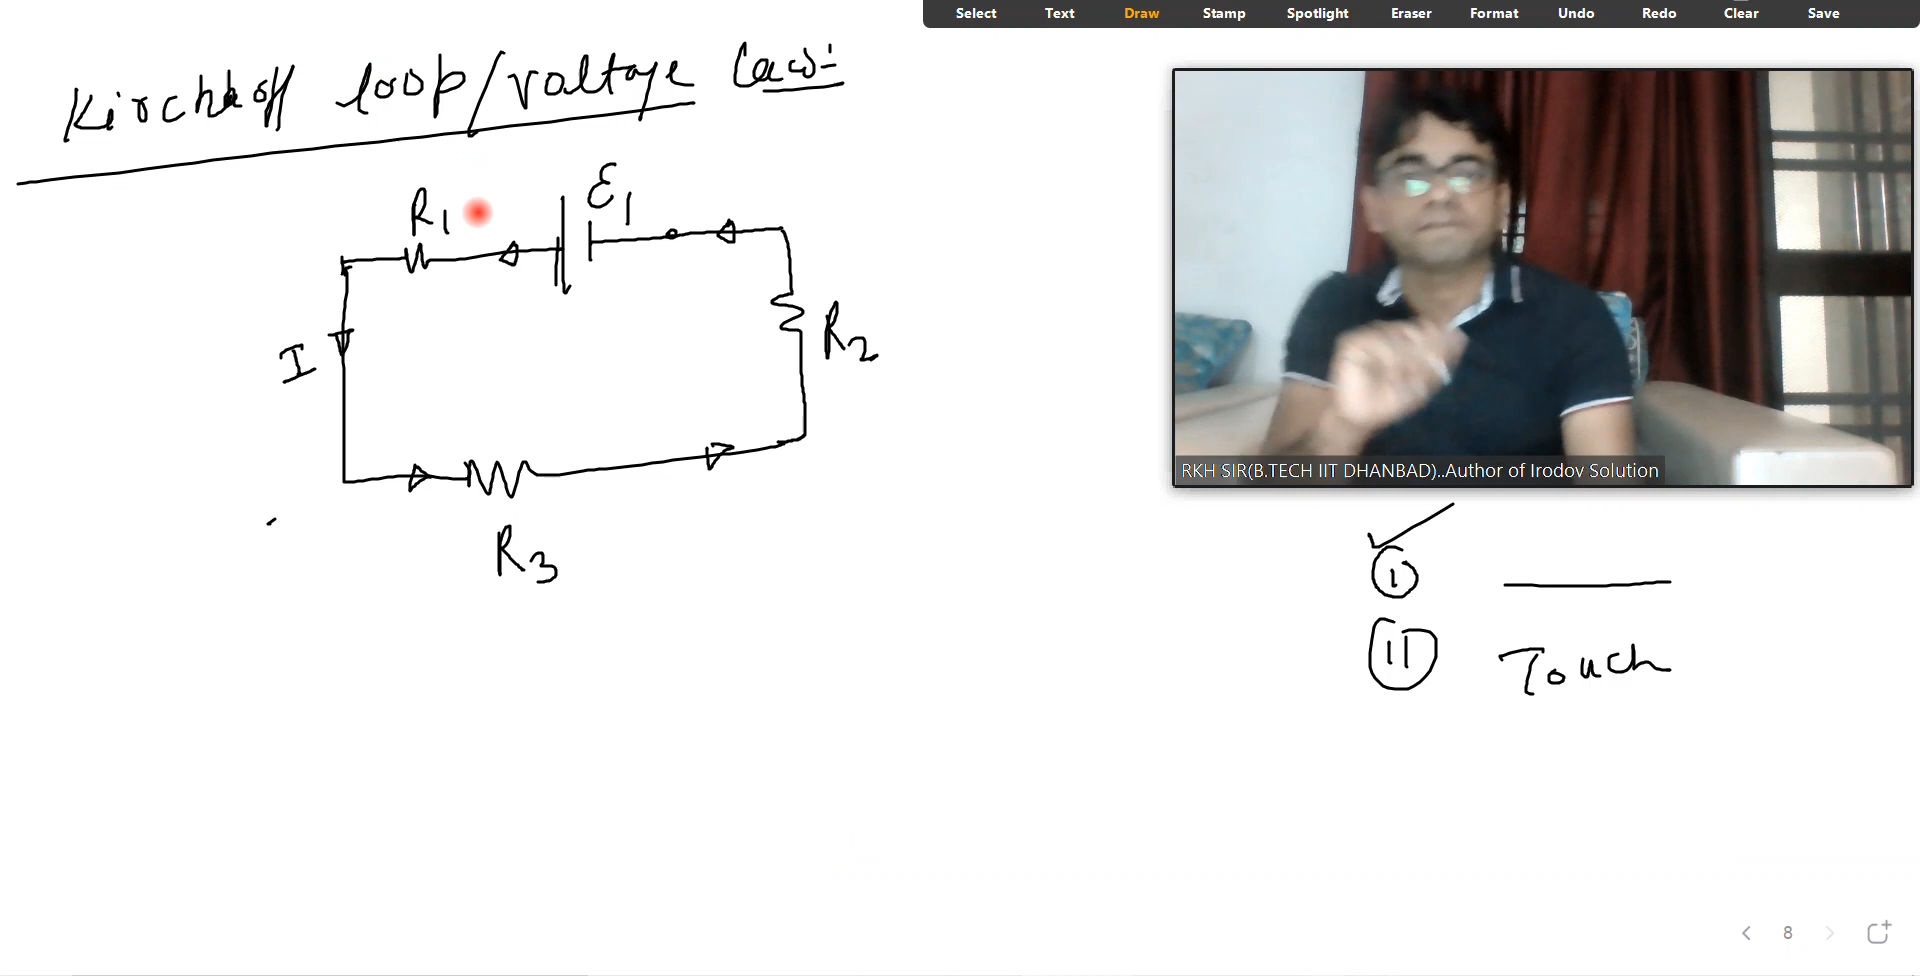 Select Text Draw Stamp Spotlight Eraser Format Undo Redo Clear Save
Kirchhoff loop/voltage Law:
R1
ε1
I
R2
R3
RKH SIR(B.TECH IIT DHANBAD)..Author of Irodov Solution
I
II Touch
8